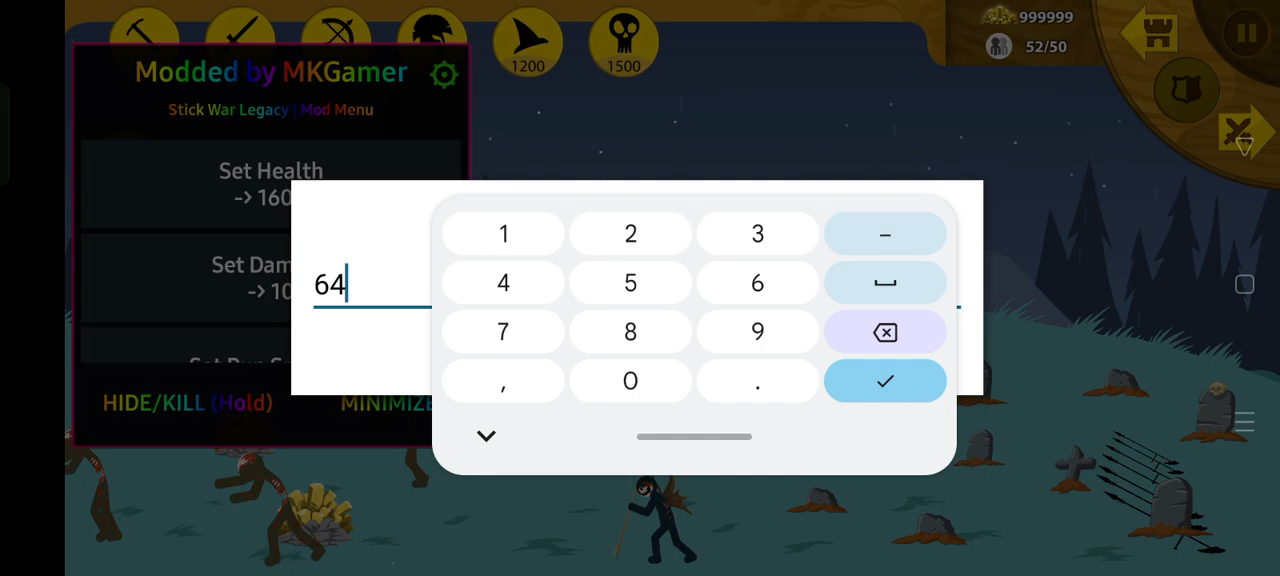 1200
1500
999999
52/50
Modded by MKGamer
Stick War Legacy | Mod Menu
Set Health
-> 160
Set Dam
-> 10
64
1 2 3 –
4 5 6
7 8 9
, 0 .
HIDE/KILL (Hold)
MINIMIZE